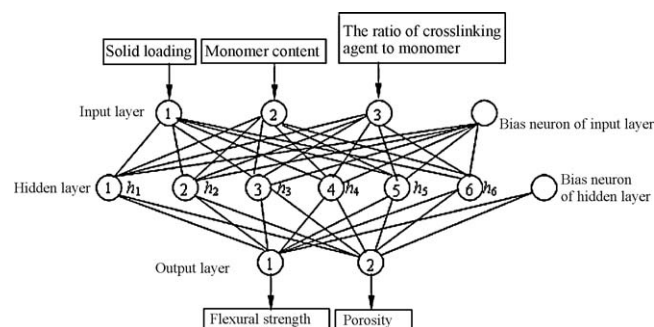 The ratio of crosslinking
agent to monomer
Solid loading
Monomer content
Input layer
1
2
3
Bias neuron of input layer
Hidden layer
1 h₁
2 h₂
3 h₃
4 h₄
5 h₅
6 h₆
Bias neuron
of hidden layer
Output layer
1
2
Flexural strength
Porosity